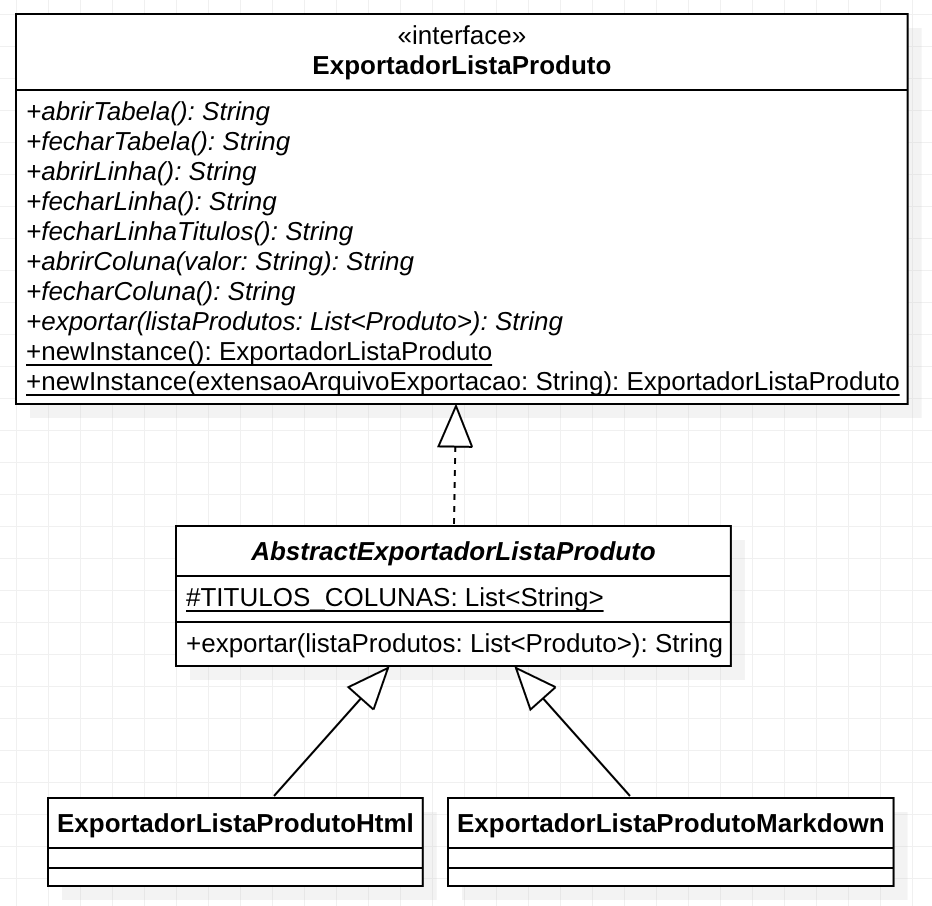 «interface»
ExportadorListaProduto
+abrirTabela(): String
+fecharTabela(): String
+abrirLinha(): String
+fecharLinha(): String
+fecharLinhaTitulos(): String
+abrirColuna(valor: String): String
+fecharColuna(): String
+exportar(listaProdutos: List<Produto>): String
+newInstance(): ExportadorListaProduto
+newInstance(extensaoArquivoExportacao: String): ExportadorListaProduto
AbstractExportadorListaProduto
#TITULOS_COLUNAS: List<String>
+exportar(listaProdutos: List<Produto>): String
ExportadorListaProdutoHtml
ExportadorListaProdutoMarkdown